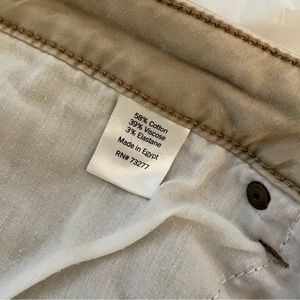 58% Cotton
39% Viscose
3% Elastane
Made in Egypt
RN# 73277